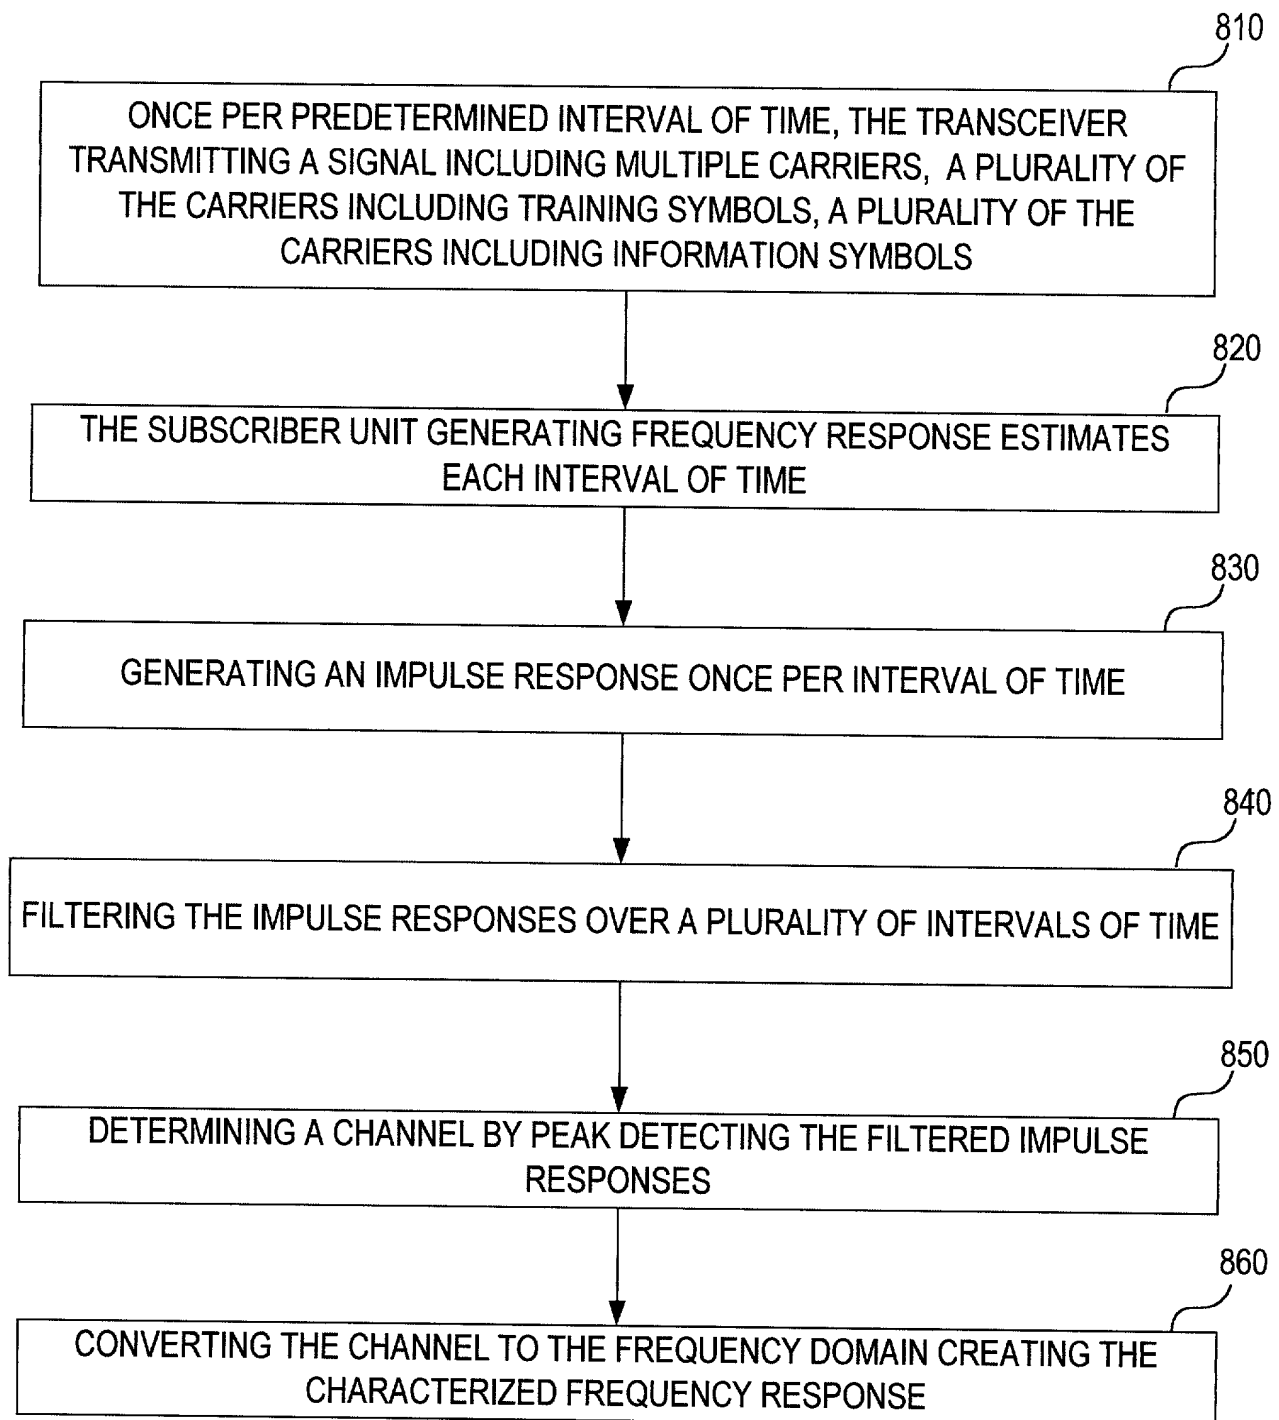 810
ONCE PER PREDETERMINED INTERVAL OF TIME, THE TRANSCEIVER
TRANSMITTING A SIGNAL INCLUDING MULTIPLE CARRIERS, A PLURALITY OF
THE CARRIERS INCLUDING TRAINING SYMBOLS, A PLURALITY OF THE
CARRIERS INCLUDING INFORMATION SYMBOLS
820
THE SUBSCRIBER UNIT GENERATING FREQUENCY RESPONSE ESTIMATES
EACH INTERVAL OF TIME
830
GENERATING AN IMPULSE RESPONSE ONCE PER INTERVAL OF TIME
840
FILTERING THE IMPULSE RESPONSES OVER A PLURALITY OF INTERVALS OF TIME
850
DETERMINING A CHANNEL BY PEAK DETECTING THE FILTERED IMPULSE
RESPONSES
860
CONVERTING THE CHANNEL TO THE FREQUENCY DOMAIN CREATING THE
CHARACTERIZED FREQUENCY RESPONSE